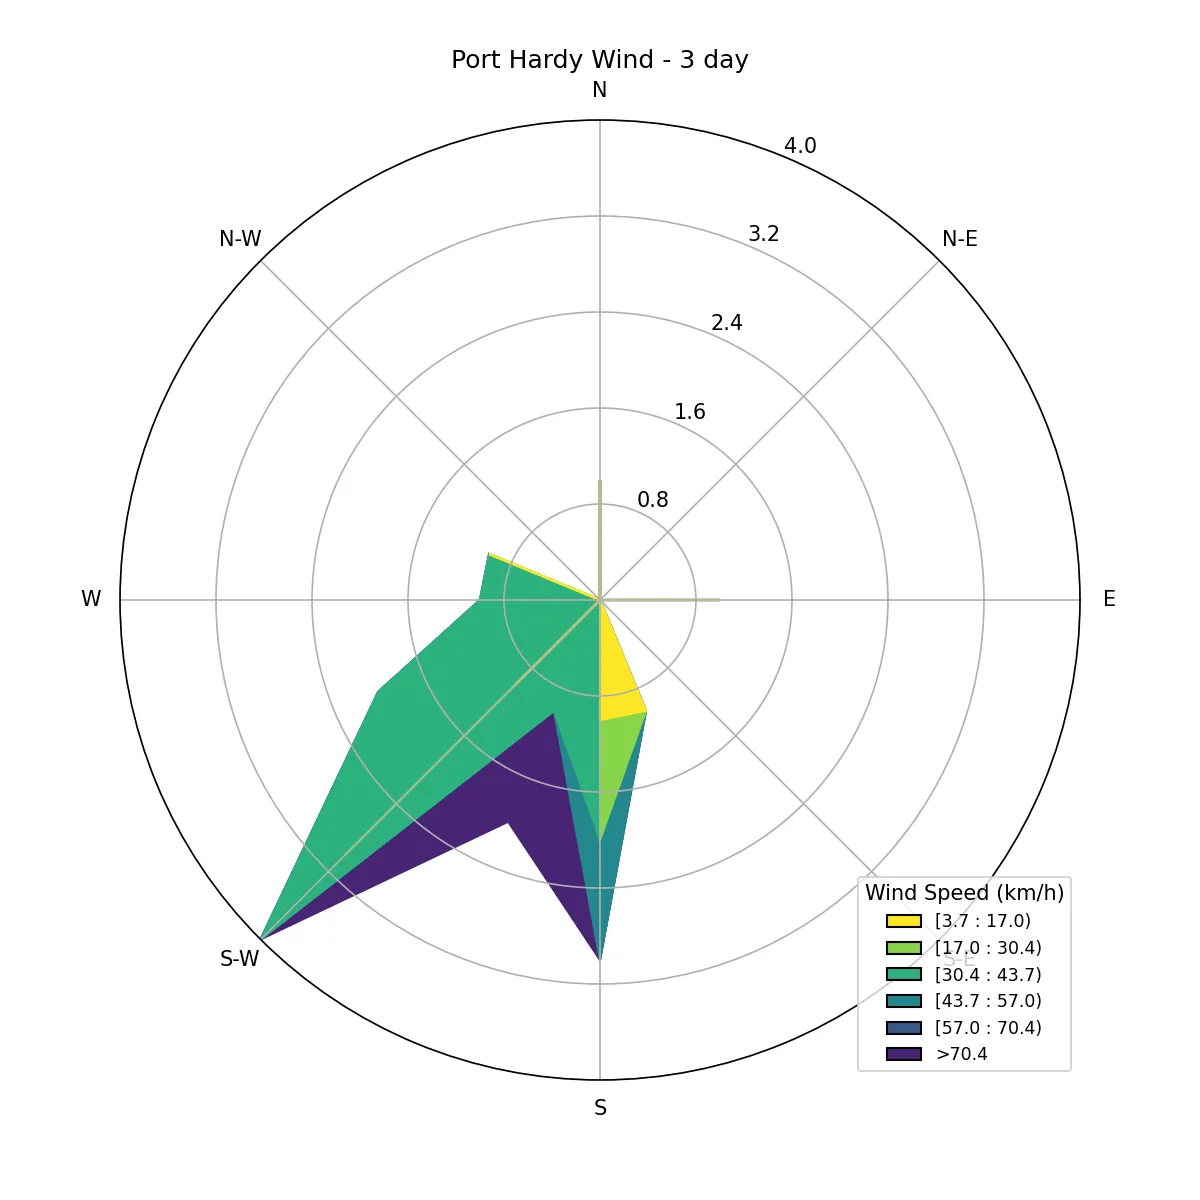 Port Hardy Wind - 3 day
N
4.0
N-W
3.2
N-E
2.4
1.6
0.8
W
E
S-W
S-E
S
Wind Speed (km/h)
[3.7 : 17.0)
[17.0 : 30.4)
[30.4 : 43.7)
[43.7 : 57.0)
[57.0 : 70.4)
>70.4